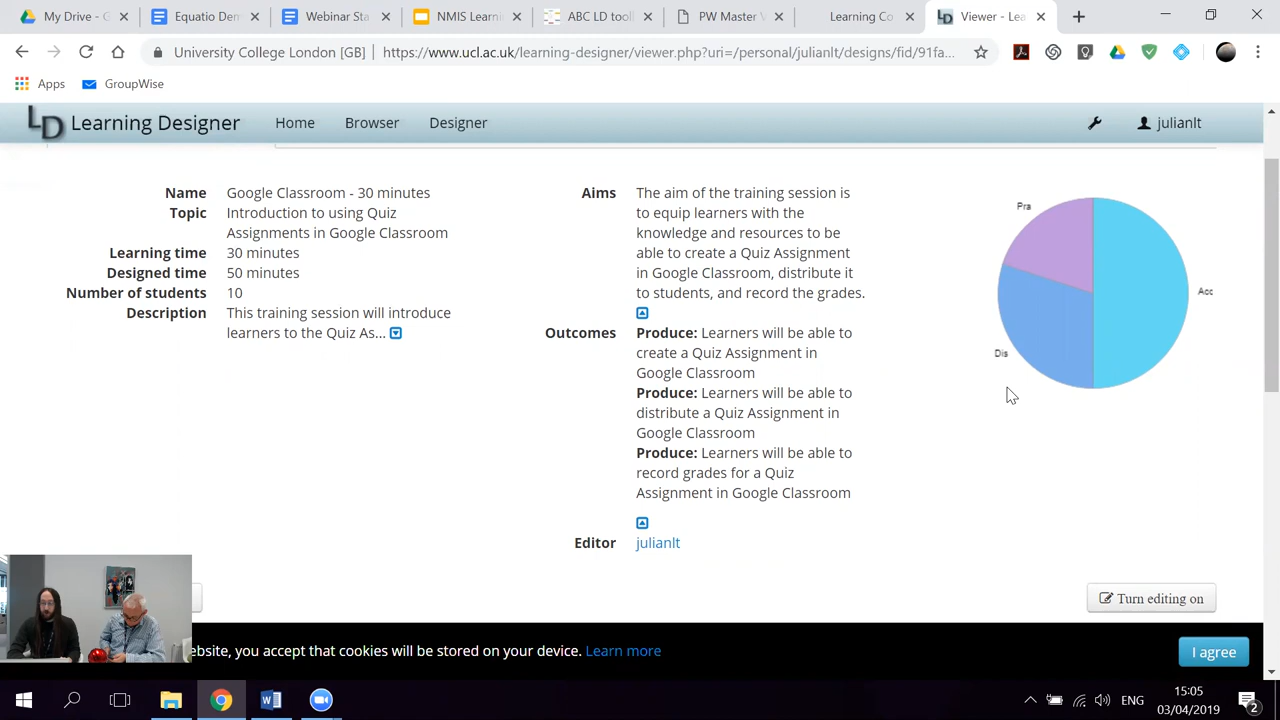 My Drive - G
Equatio Der
Webinar Sta
NMIS Learni
ABC LD tool
PW Master V
Learning Co
Viewer - Lea
University College London [GB]
https://www.ucl.ac.uk/learning-designer/viewer.php?uri=/personal/julianlt/designs/fid/91fa...
Apps
GroupWise
LD Learning Designer
Home
Browser
Designer
julianlt
Name Google Classroom - 30 minutes
Topic Introduction to using Quiz
Assignments in Google Classroom
Learning time 30 minutes
Designed time 50 minutes
Number of students 10
Description This training session will introduce
learners to the Quiz As...
Aims The aim of the training session is
to equip learners with the
knowledge and resources to be
able to create a Quiz Assignment
in Google Classroom, distribute it
to students, and record the grades.
Outcomes Produce: Learners will be able to
create a Quiz Assignment in
Google Classroom
Produce: Learners will be able to
distribute a Quiz Assignment in
Google Classroom
Produce: Learners will be able to
record grades for a Quiz
Assignment in Google Classroom
Editor julianlt
Pra
Acc
Dis
Turn editing on
ebsite, you accept that cookies will be stored on your device. Learn more
I agree
ENG
15:05
03/04/2019
2